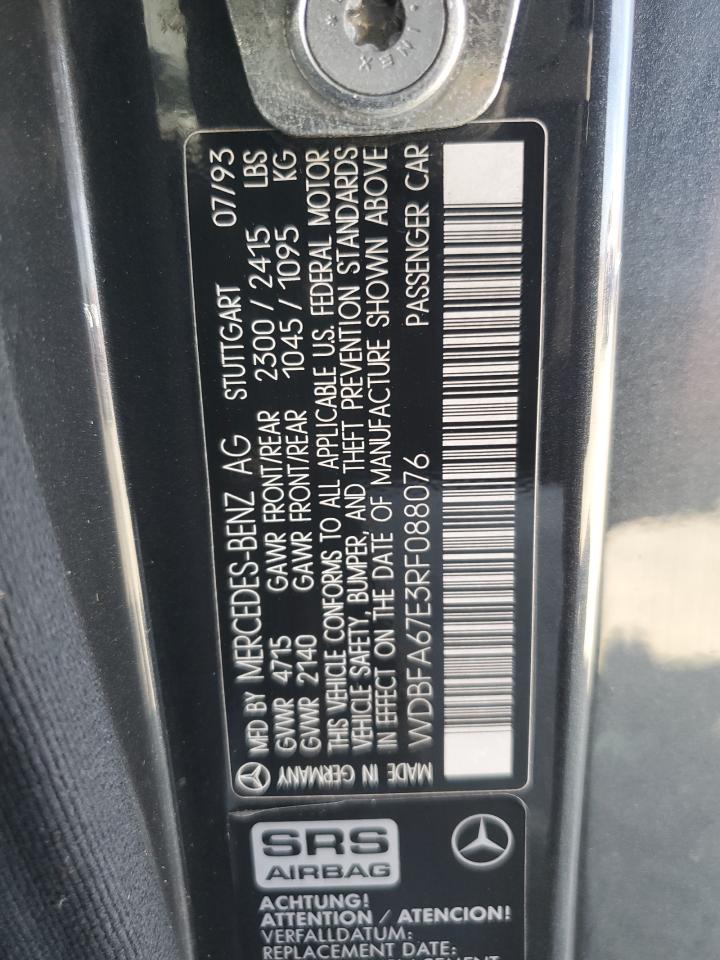 MFD BY MERCEDES-BENZ AG STUTTGART 07/93
GVWR 4715 GAWR FRONT/REAR 2300 / 2415 LBS
GVWR 2140 GAWR FRONT/REAR 1045 / 1095 KG
THIS VEHICLE CONFORMS TO ALL APPLICABLE U.S. FEDERAL MOTOR
VEHICLE SAFETY, BUMPER, AND THEFT PREVENTION STANDARDS
IN EFFECT ON THE DATE OF MANUFACTURE SHOWN ABOVE
MADE IN GERMANY WDBFA67E3RF088076 PASSENGER CAR
SRS
AIRBAG
ACHTUNG!
ATTENTION / ATENCION!
VERFALLDATUM:
REPLACEMENT DATE: